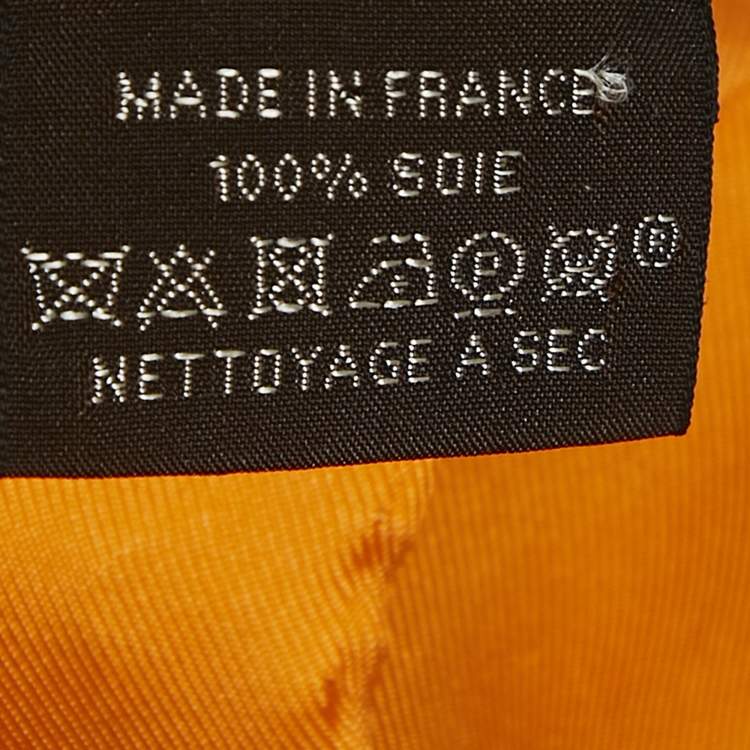 MADE IN FRANCE
100% SOIE
P W ®
NETTOYAGE A SEC